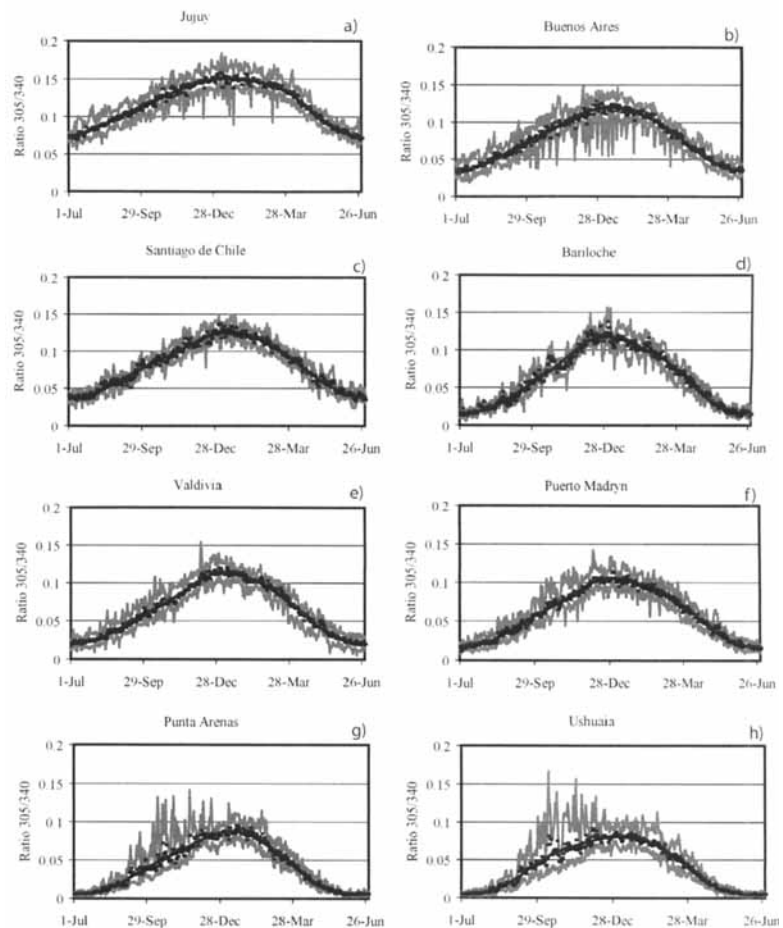 Jujuy
a)
Ratio 305/340
0.2
0.15
0.1
0.05
0
1-Jul
29-Sep
28-Dec
28-Mar
26-Jun
Buenos Aires
b)
Ratio 305/340
0.2
0.15
0.1
0.05
0
1-Jul
29-Sep
28-Dec
28-Mar
26-Jun
Santiago de Chile
c)
Ratio 305/340
0.2
0.15
0.1
0.05
0
1-Jul
29-Sep
28-Dec
28-Mar
26-Jun
Bariloche
d)
Ratio 305/340
0.2
0.15
0.1
0.05
0
1-Jul
29-Sep
28-Dec
28-Mar
26-Jun
Valdivia
e)
Ratio 305/340
0.2
0.15
0.1
0.05
0
1-Jul
29-Sep
28-Dec
28-Mar
26-Jun
Puerto Madryn
f)
Ratio 305/340
0.2
0.15
0.1
0.05
0
1-Jul
29-Sep
28-Dec
28-Mar
26-Jun
Punta Arenas
g)
Ratio 305/340
0.2
0.15
0.1
0.05
0
1-Jul
29-Sep
28-Dec
28-Mar
26-Jun
Ushuaia
h)
Ratio 305/340
0.2
0.15
0.1
0.05
0
1-Jul
29-Sep
28-Dec
28-Mar
26-Jun